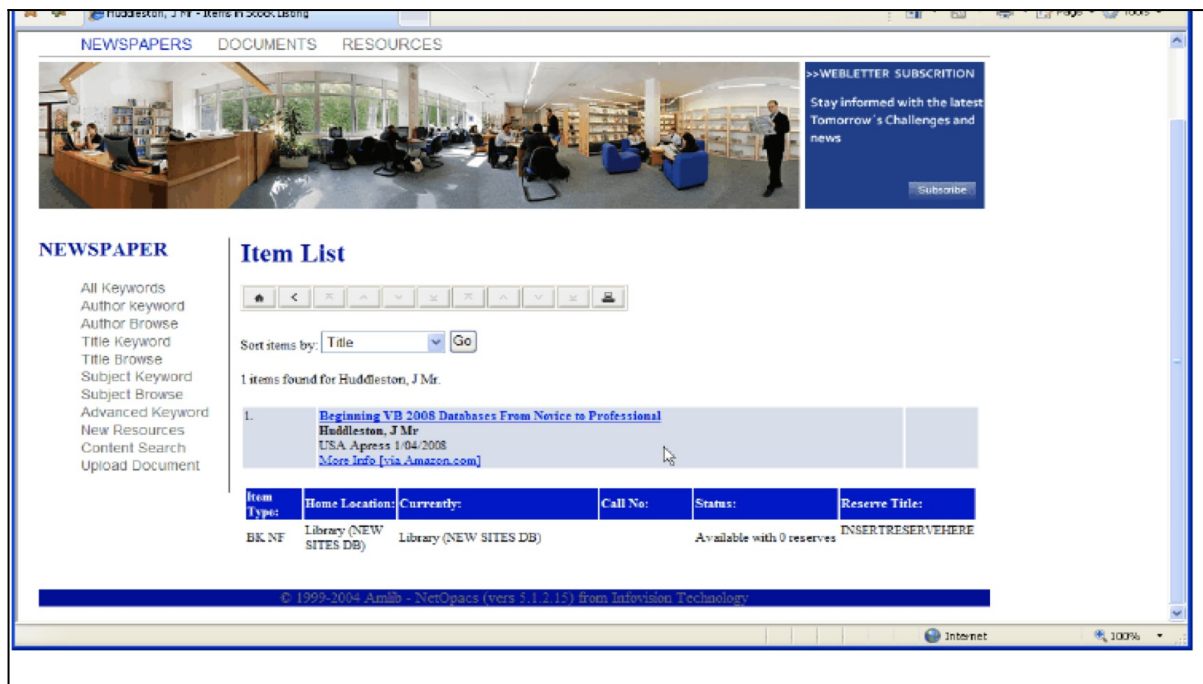 Huddleston, J Mr - Items in Stock Listing
Page
Tools
NEWSPAPERS DOCUMENTS RESOURCES
>>WEBLETTER SUBSCRITION
Stay informed with the latest
Tomorrow´s Challenges and
news
Subscribe
NEWSPAPER
All Keywords
Author keyword
Author Browse
Title Keyword
Title Browse
Subject Keyword
Subject Browse
Advanced Keyword
New Resources
Content Search
Upload Document
Item List
Sort items by: Title Go
1 items found for Huddleston, J Mr.
1. Beginning VB 2008 Databases From Novice to Professional
Huddleston, J Mr
USA Apress 1/04/2008
More Info [via Amazon.com]
Item Type: Home Location: Currently: Call No: Status: Reserve Title:
BK NF Library (NEW SITES DB) Library (NEW SITES DB) Available with 0 reserves INSERTRESERVEHERE
© 1999-2004 Amlib - NetOpacs (vers 5.1.2.15) from Infovision Technology
Internet 100%